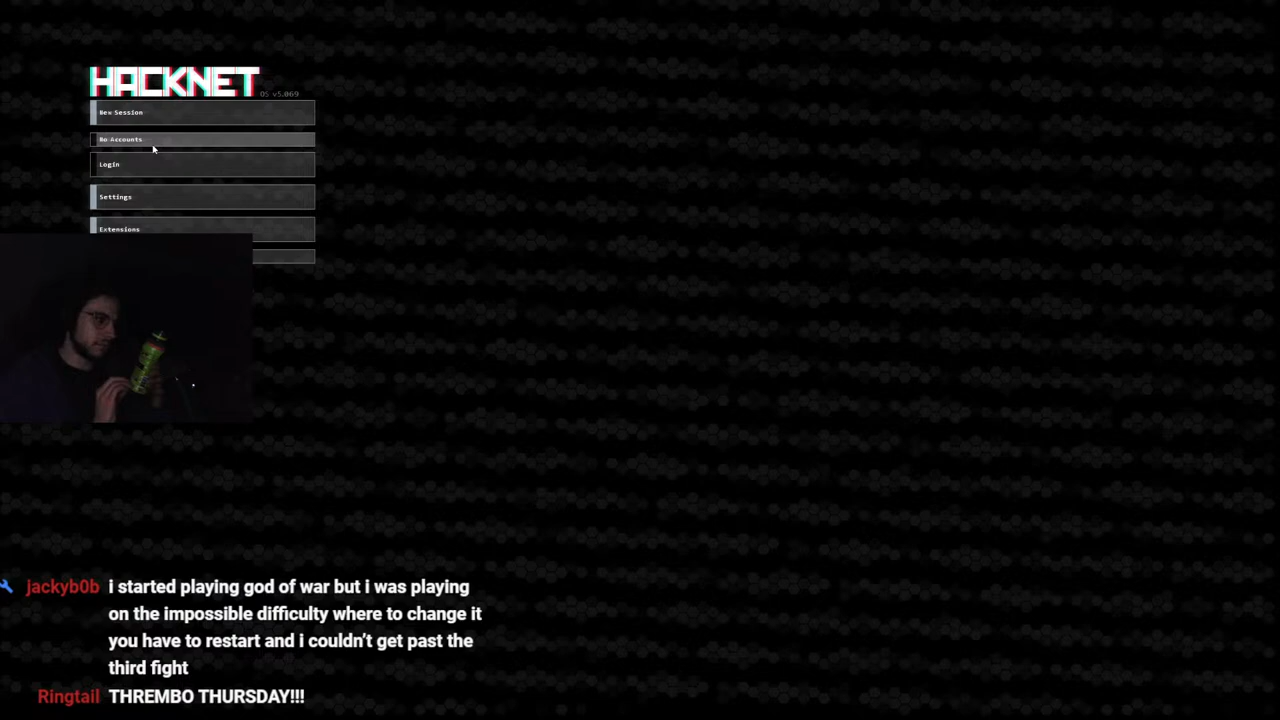 HACKNET
OS v5.069
New Session
No Accounts
Login
Settings
Extensions
jackyb0b i started playing god of war but i was playing
on the impossible difficulty where to change it
you have to restart and i couldn't get past the
third fight
Ringtail THREMBO THURSDAY!!!